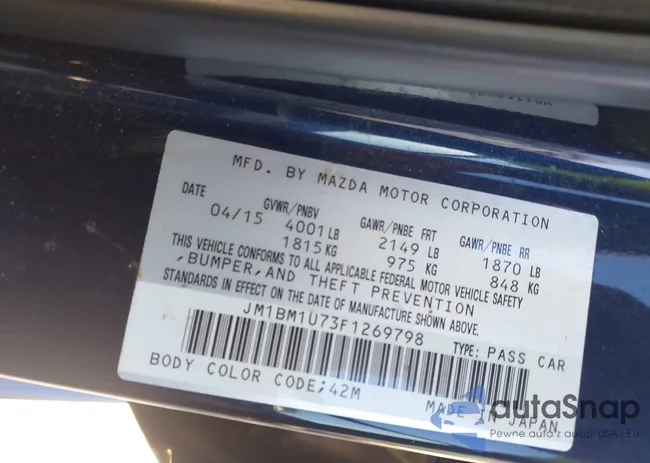 MFD. BY MAZDA MOTOR CORPORATION
DATE GVWR/PNBV GAWR/PNBE FRT GAWR/PNBE RR
04/15 4001 LB 2149 LB 1870 LB
1815 KG 975 KG 848 KG
THIS VEHICLE CONFORMS TO ALL APPLICABLE FEDERAL MOTOR VEHICLE SAFETY
,BUMPER,AND THEFT PREVENTION
STANDARDS IN EFFECT ON THE DATE OF MANUFACTURE SHOWN ABOVE.
JM1BM1U73F1269798 TYPE: PASS CAR
BODY COLOR CODE;42M MADE IN JAPAN
autaSnap
Pewne auta z aukcji USA - EU